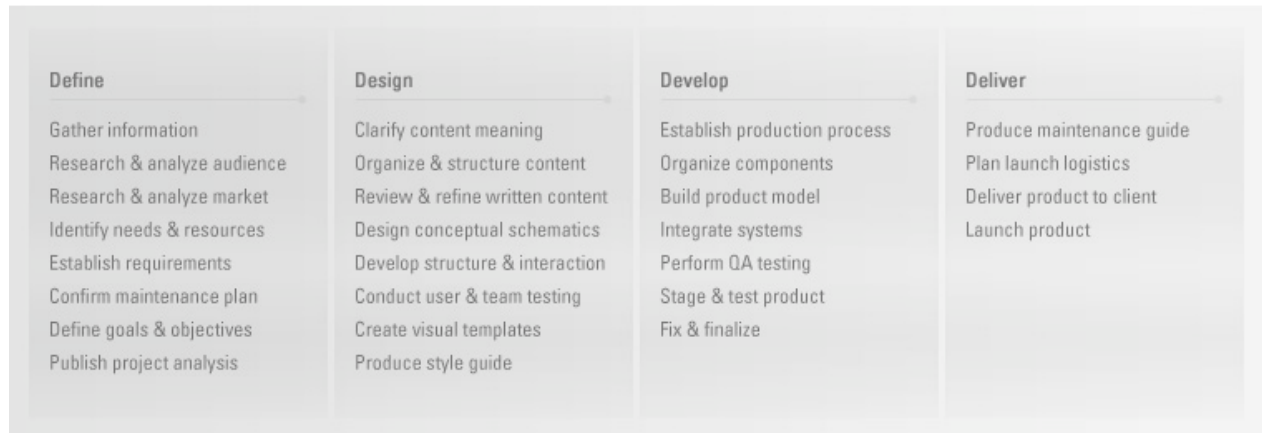 Define
Gather information
Research & analyze audience
Research & analyze market
Identify needs & resources
Establish requirements
Confirm maintenance plan
Define goals & objectives
Publish project analysis
Design
Clarify content meaning
Organize & structure content
Review & refine written content
Design conceptual schematics
Develop structure & interaction
Conduct user & team testing
Create visual templates
Produce style guide
Develop
Establish production process
Organize components
Build product model
Integrate systems
Perform QA testing
Stage & test product
Fix & finalize
Deliver
Produce maintenance guide
Plan launch logistics
Deliver product to client
Launch product